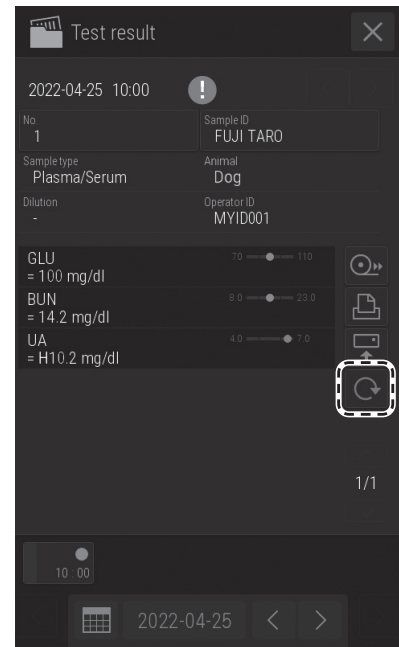 Test result
2022-04-25 10:00
No. Sample ID
1 FUJI TARO
Sample type Animal
Plasma/Serum Dog
Dilution Operator ID
- MYID001
GLU 70 110
= 100 mg/dl
BUN 8.0 23.0
= 14.2 mg/dl
UA 4.0 7.0
= H10.2 mg/dl
1/1
10 : 00
2022-04-25